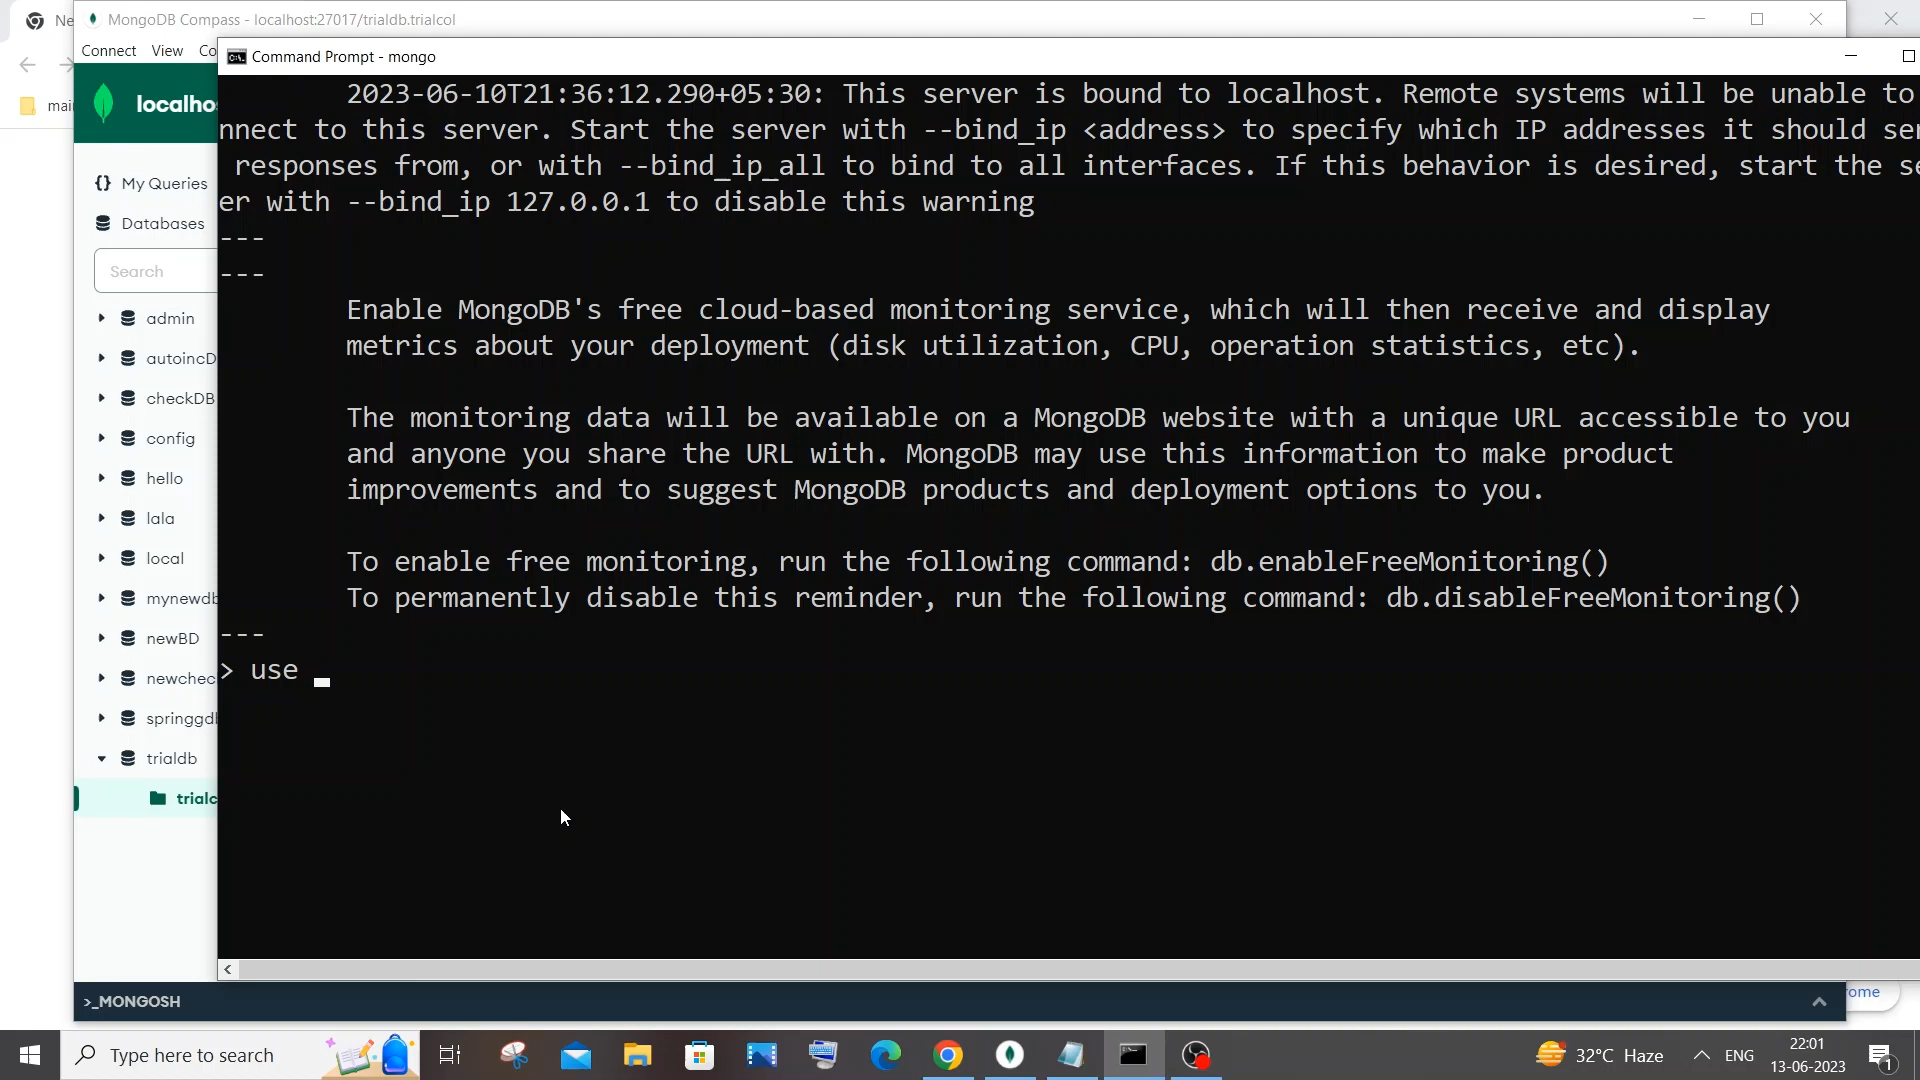 Ne
MongoDB Compass - localhost:27017/trialdb.trialcol
Connect View Co
Command Prompt - mongo
mai
localho
2023-06-10T21:36:12.290+05:30: This server is bound to localhost. Remote systems will be unable to
nnect to this server. Start the server with --bind_ip <address> to specify which IP addresses it should ser
responses from, or with --bind_ip_all to bind to all interfaces. If this behavior is desired, start the se
er with --bind_ip 127.0.0.1 to disable this warning
---
---
Enable MongoDB's free cloud-based monitoring service, which will then receive and display
metrics about your deployment (disk utilization, CPU, operation statistics, etc).
The monitoring data will be available on a MongoDB website with a unique URL accessible to you
and anyone you share the URL with. MongoDB may use this information to make product
improvements and to suggest MongoDB products and deployment options to you.
To enable free monitoring, run the following command: db.enableFreeMonitoring()
To permanently disable this reminder, run the following command: db.disableFreeMonitoring()
---
> use
{} My Queries
Databases
Search
admin
autoincD
checkDB
config
hello
lala
local
mynewdb
newBD
newchec
springgdb
trialdb
trialc
>_MONGOSH
ome
Type here to search
32°C Haze
ENG
22:01
13-06-2023
1